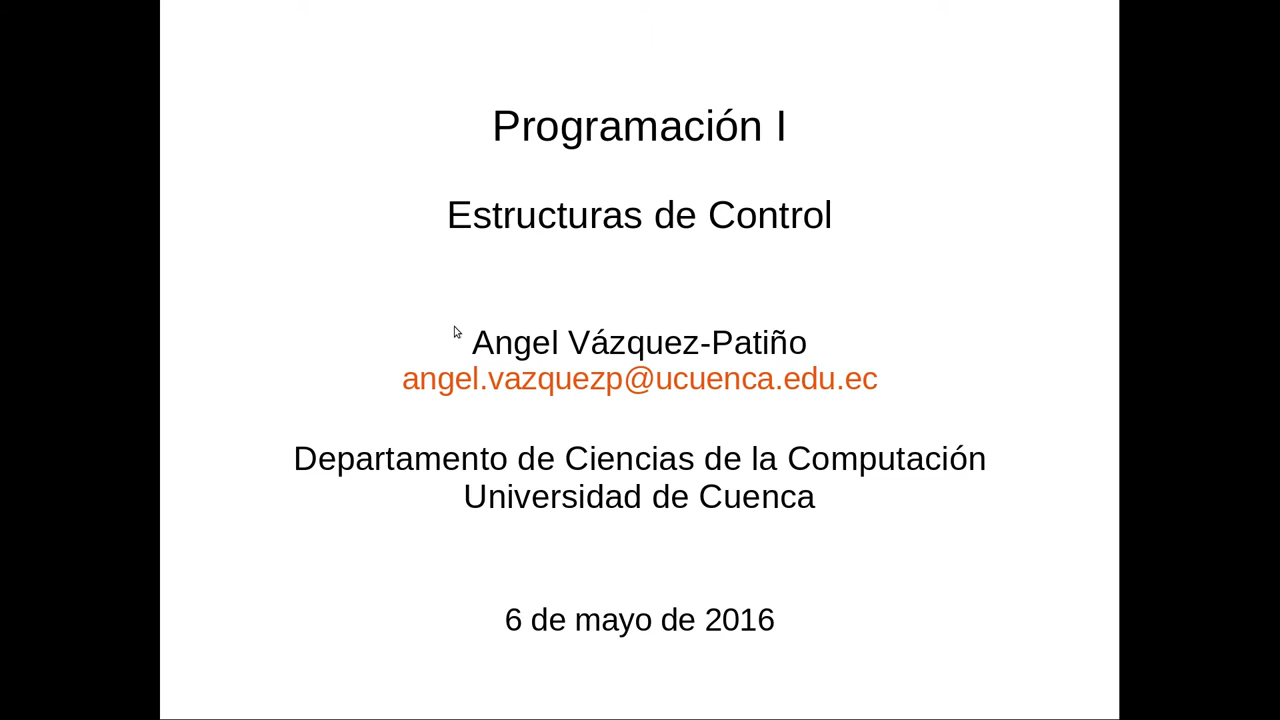 Programación I
Estructuras de Control
Angel Vázquez-Patiño
angel.vazquezp@ucuenca.edu.ec
Departamento de Ciencias de la Computación
Universidad de Cuenca
6 de mayo de 2016